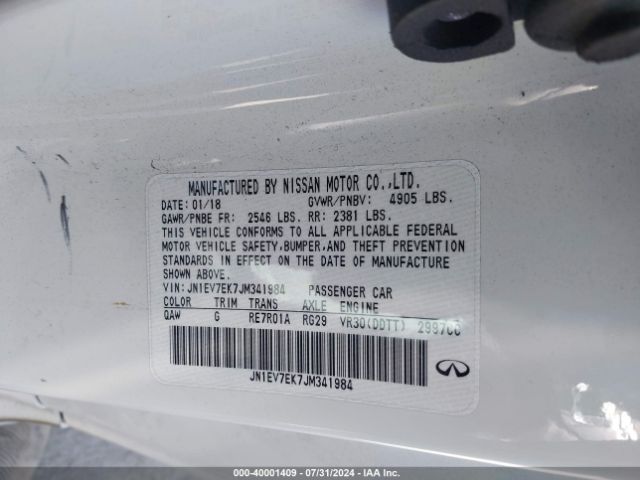 MANUFACTURED BY NISSAN MOTOR CO.,LTD.
DATE: 01/18 GVWR/PNBV: 4905 LBS.
GAWR/PNBE FR: 2546 LBS. RR: 2381 LBS.
THIS VEHICLE CONFORMS TO ALL APPLICABLE FEDERAL
MOTOR VEHICLE SAFETY,BUMPER,AND THEFT PREVENTION
STANDARDS IN EFFECT ON THE DATE OF MANUFACTURE
SHOWN ABOVE.
VIN: JN1EV7EK7JM341984 PASSENGER CAR
COLOR TRIM TRANS AXLE ENGINE
QAW G RE7R01A RG29 VR30(DDTT) 2997CC
JN1EV7EK7JM341984
000-40001409 • 07/31/2024 • IAA Inc.